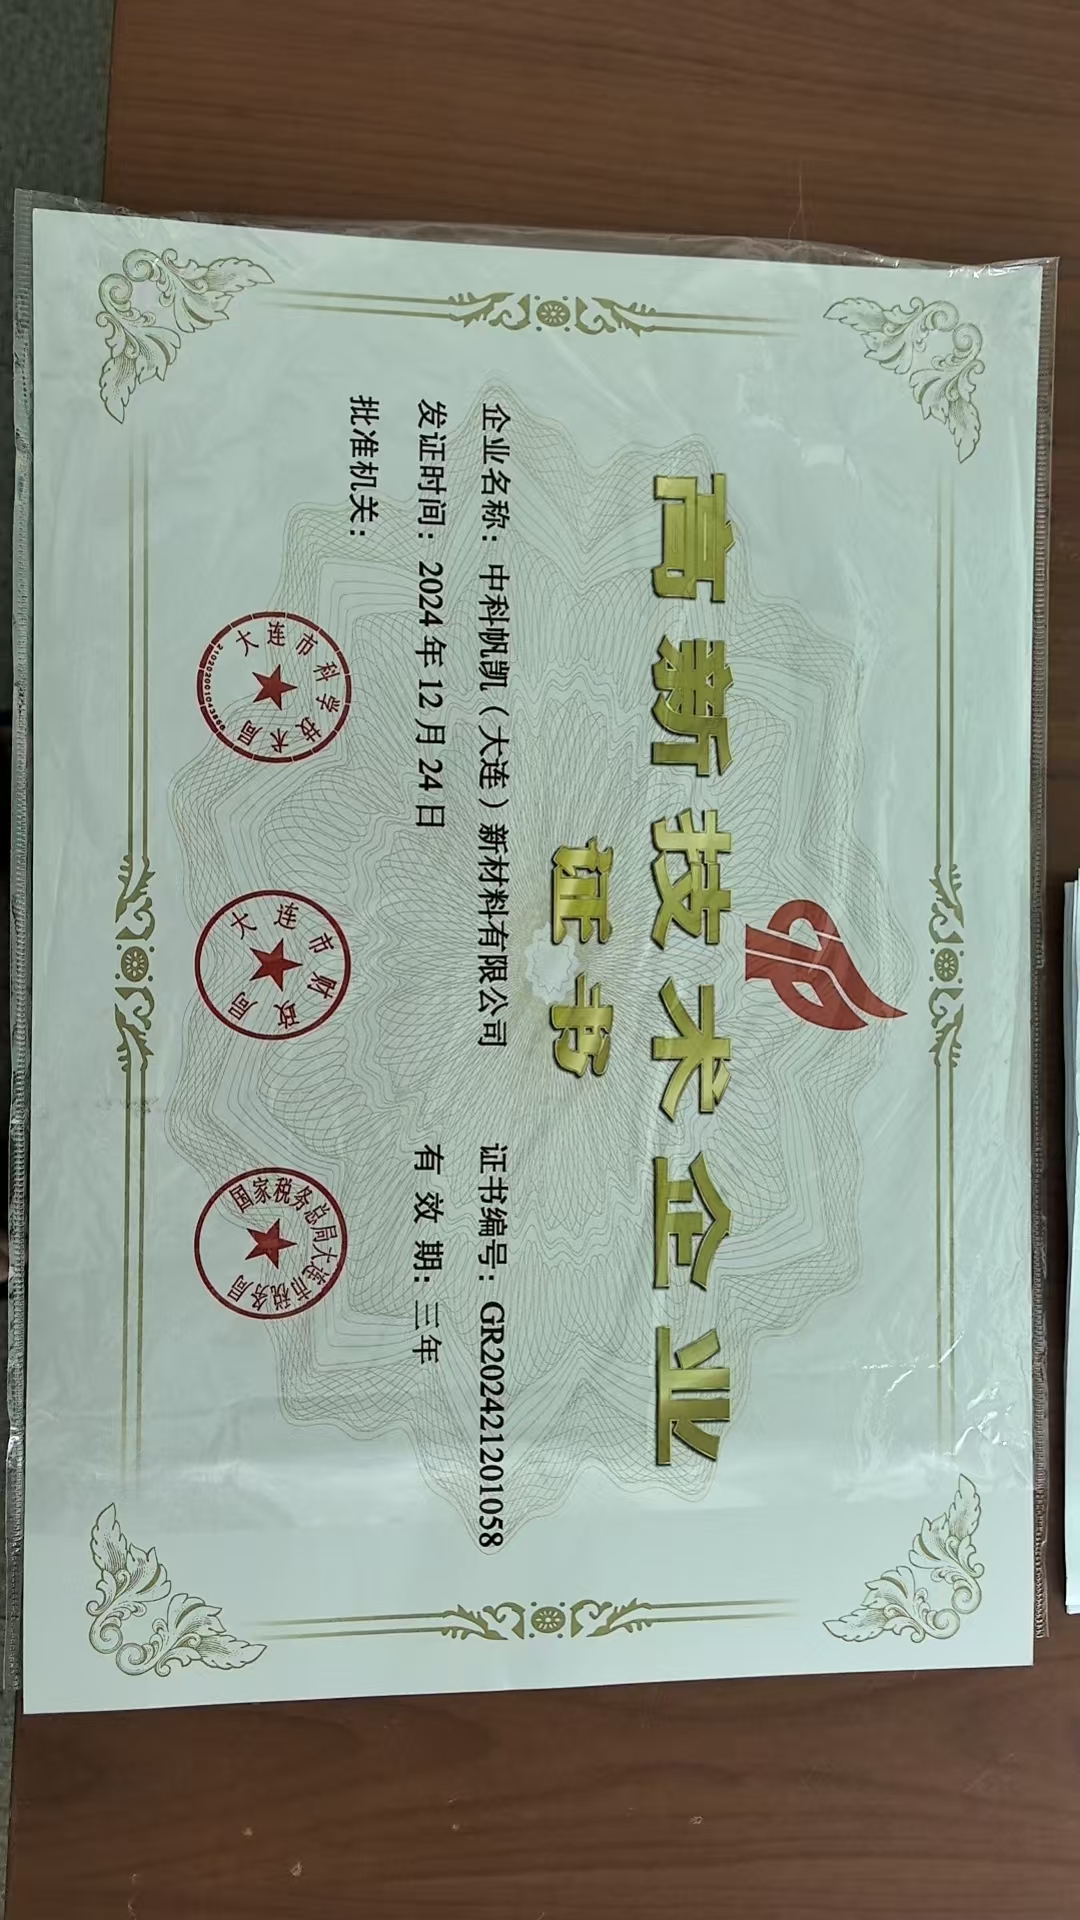 高新技术企业
证书
企业名称：中科帆凯（大连）新材料有限公司 证书编号：GR202421201058
发证时间：2024年12月24日 有效期：三年
批准机关：
大连市科学技术局
大连市财政局
国家税务总局大连市税务局